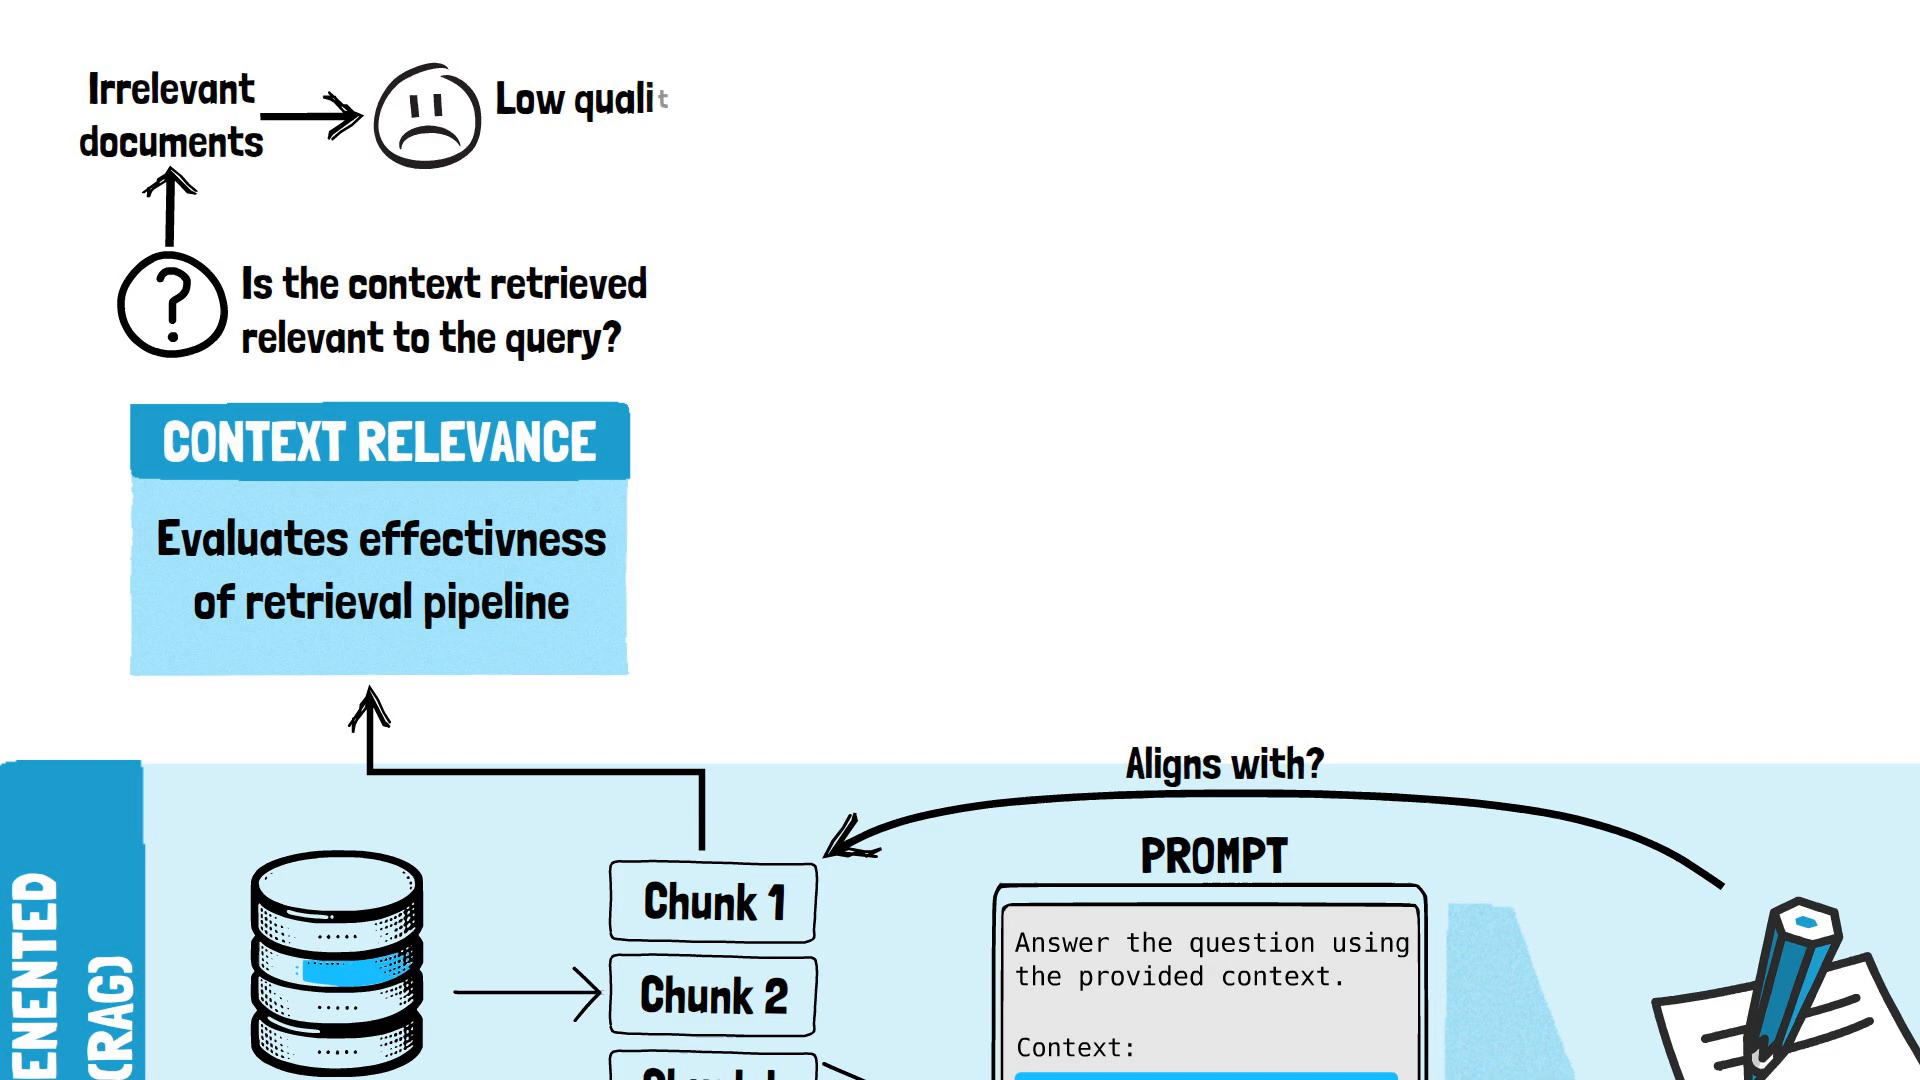 Irrelevant
documents
Low qualit
Is the context retrieved
relevant to the query?
CONTEXT RELEVANCE
Evaluates effectivness
of retrieval pipeline
Aligns with?
PROMPT
Chunk 1
Chunk 2
Answer the question using
the provided context.
Context:
ENENTED
(RAG)